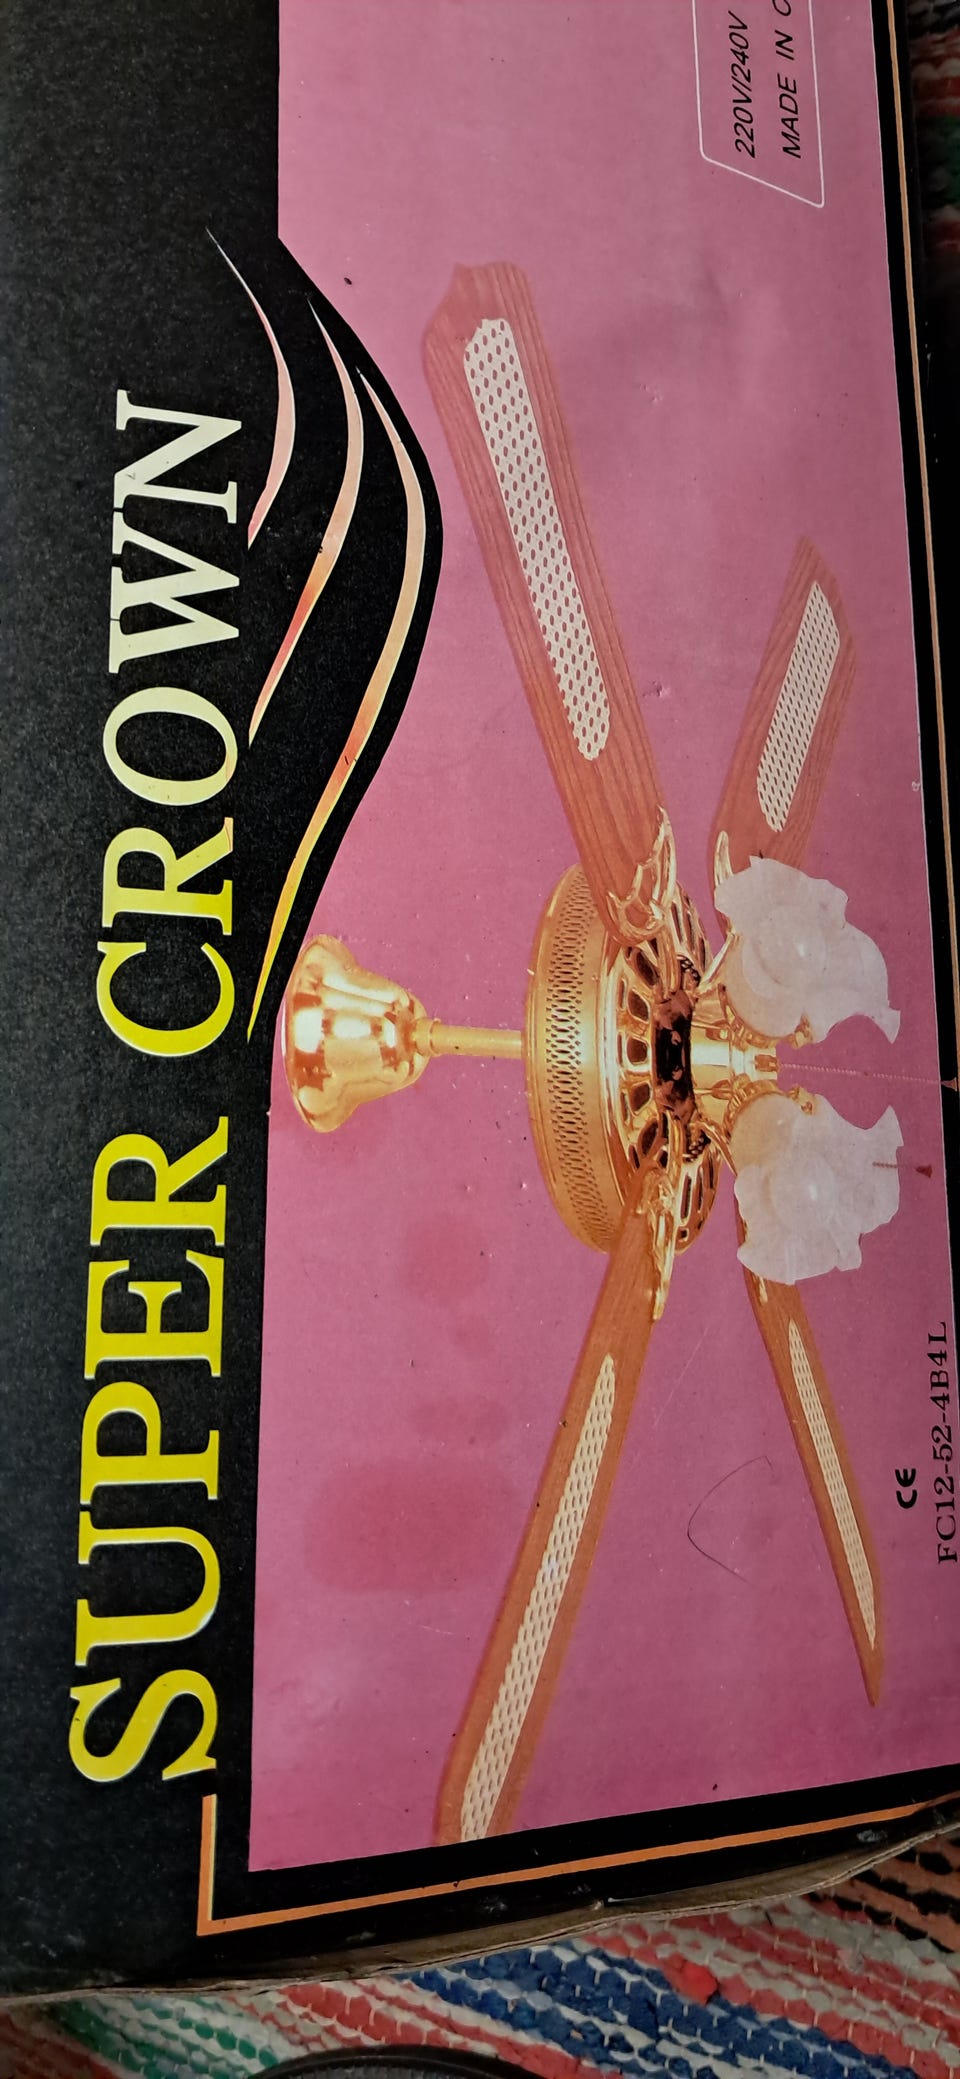 SUPER CROWN
220V/240V
MADE IN
CE
FC12-52-4B4L